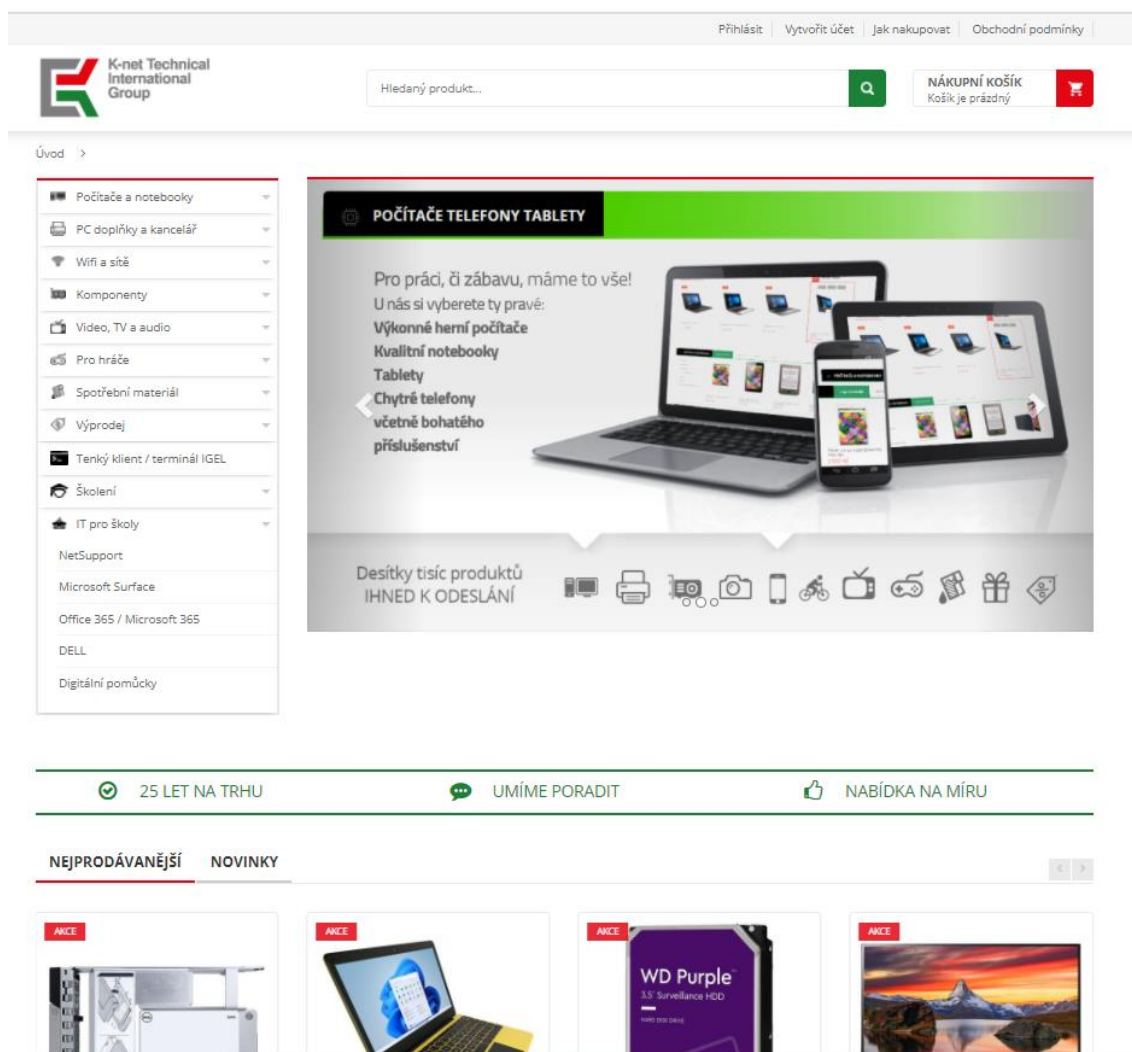 Přihlásit
Vytvořit účet
Jak nakupovat
Obchodní podmínky
K-net Technical
International
Group
Hledaný produkt...
NÁKUPNÍ KOŠÍK
Košík je prázdný
Úvod >
Počítače a notebooky
PC doplňky a kancelář
Wifi a sítě
Komponenty
Video, TV a audio
Pro hráče
Spotřební materiál
Výprodej
Tenký klient / terminál IGEL
Školení
IT pro školy
NetSupport
Microsoft Surface
Office 365 / Microsoft 365
DELL
Digitální pomůcky
POČÍTAČE TELEFONY TABLETY
Pro práci, či zábavu, máme to vše!
U nás si vyberete ty pravé:
Výkonné herní počítače
Kvalitní notebooky
Tablety
Chytré telefony
včetně bohatého
příslušenství
Desítky tisíc produktů
IHNED K ODESLÁNÍ
25 LET NA TRHU
UMÍME PORADIT
NABÍDKA NA MÍRU
NEJPRODÁVANĚJŠÍ
NOVINKY
AKCE
AKCE
AKCE
AKCE
WD Purple
3.5" Surveillance HDD
HARD DISK DRIVE